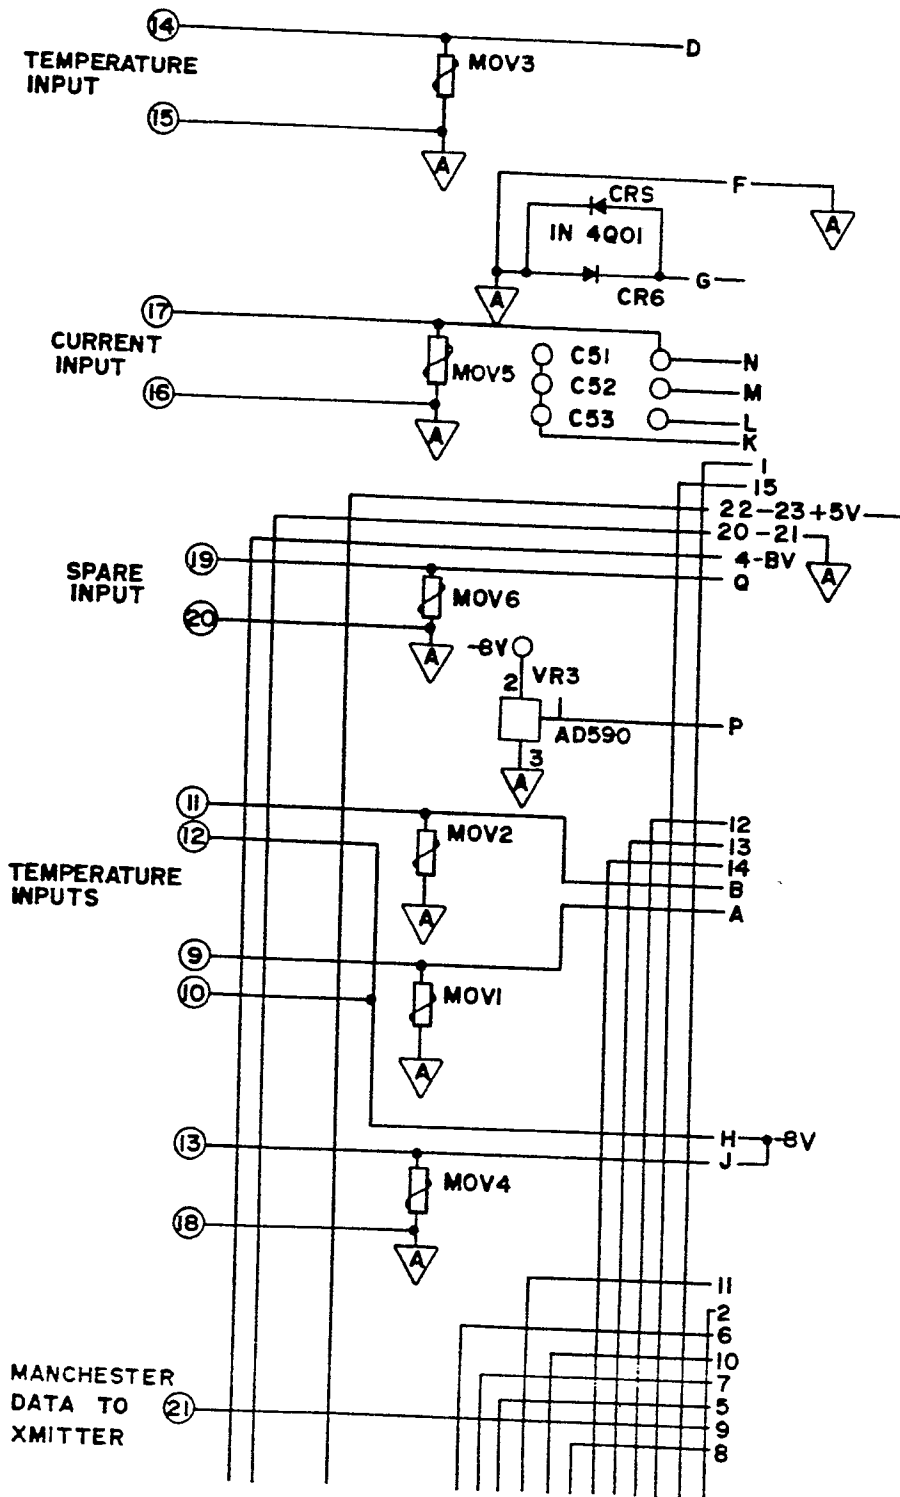 14
D
TEMPERATURE
INPUT
MOV3
15
A
F
CRS
A
IN 4001
G
A
CR6
17
CURRENT
INPUT
C51
N
MOV5
C52
M
16
C53
L
A
K
1
15
22-23+5V
20-21
19
4-8V
SPARE
INPUT
Q
A
MOV6
20
A
-8V
VR3
2
P
AD590
3
A
11
12
12
MOV2
13
14
TEMPERATURE
INPUTS
B
A
A
9
10
MOV1
A
13
H
-8V
J
MOV4
18
A
11
2
6
10
MANCHESTER
DATA TO
XMITTER
7
21
5
9
8